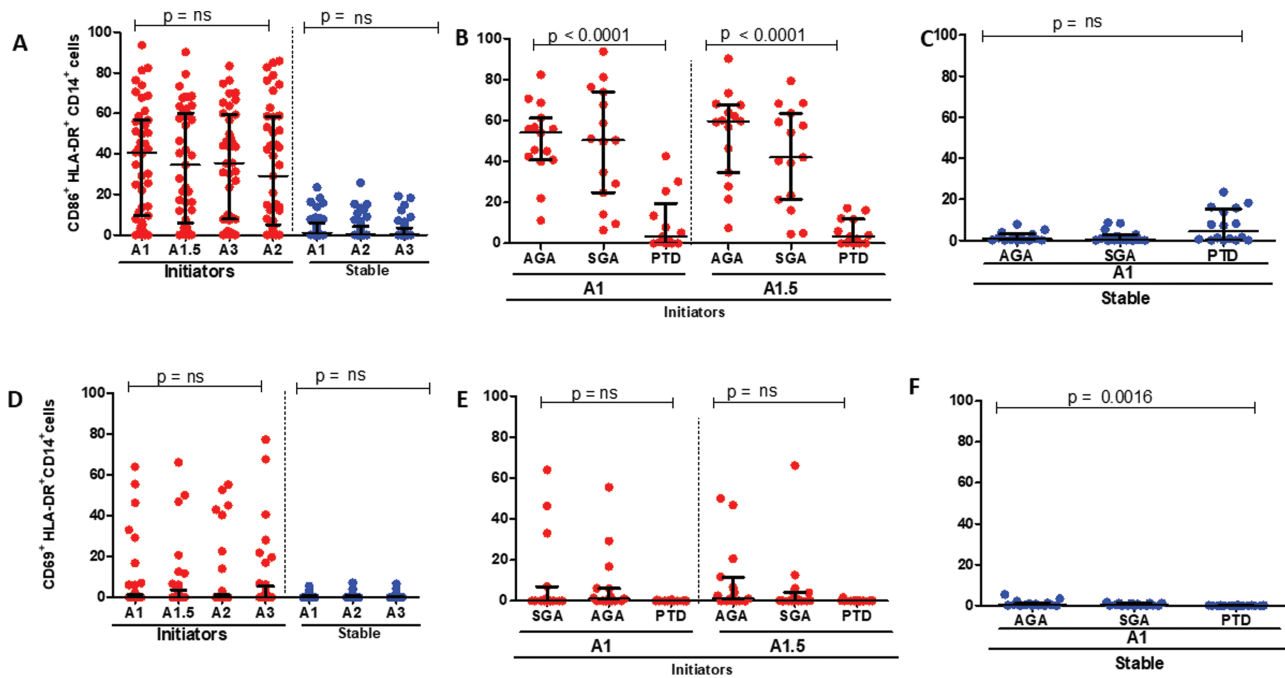 A
CD86+ HLA-DR+ CD14+ cells
p = ns
p = ns
100
80
60
40
20
0
A1 A1.5 A3 A2 A1 A2 A3
Initiators Stable
B
p < 0.0001
p < 0.0001
100
80
60
40
20
0
AGA SGA PTD AGA SGA PTD
A1 A1.5
Initiators
C
p = ns
100
80
60
40
20
0
AGA SGA PTD
A1
Stable
D
CD69+ HLA-DR+CD14+cells
p = ns
p = ns
100
80
60
40
20
0
A1 A1.5 A2 A3 A1 A2 A3
Initiators Stable
E
p = ns
p = ns
100
80
60
40
20
0
SGA AGA PTD AGA SGA PTD
A1 A1.5
Initiators
F
p = 0.0016
100
80
60
40
20
0
AGA SGA PTD
A1
Stable